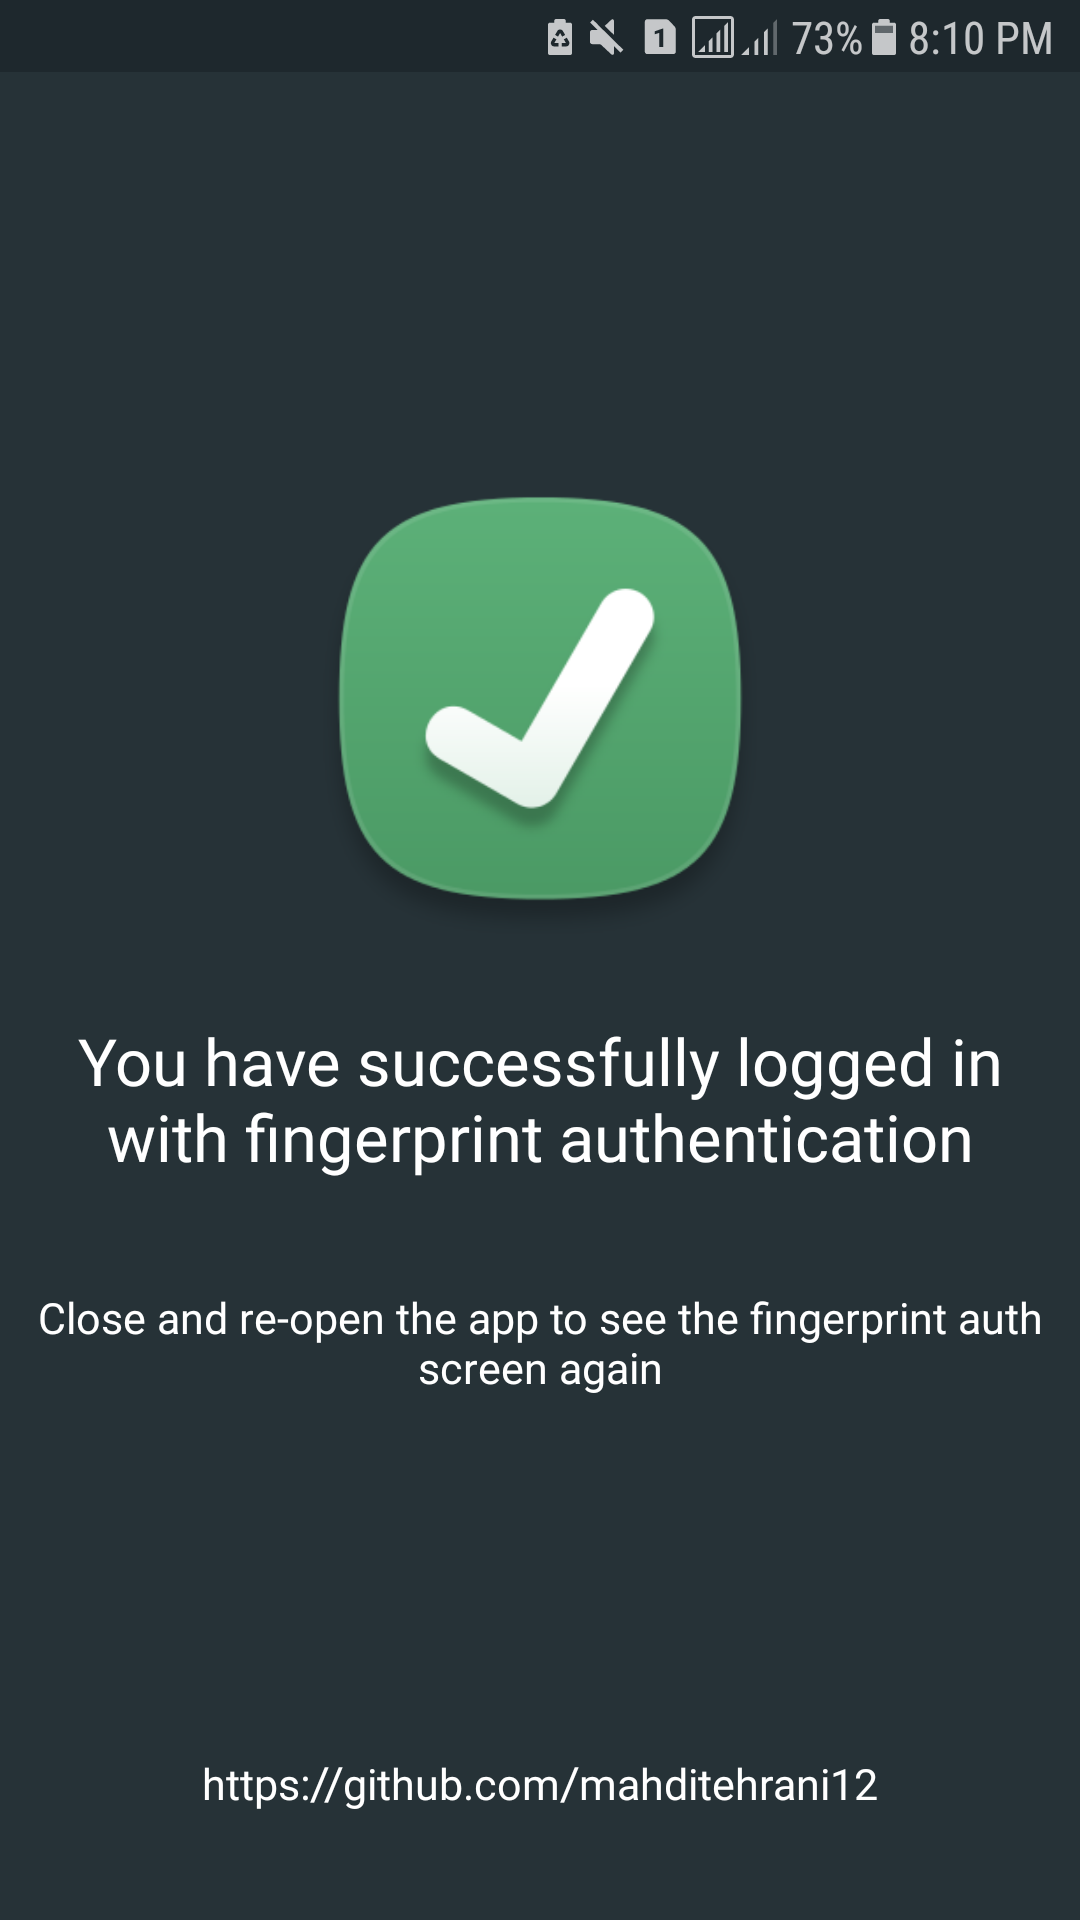 1 73% 8:10 PM
You have successfully logged in
with fingerprint authentication
Close and re-open the app to see the fingerprint auth
screen again
https://github.com/mahditehrani12